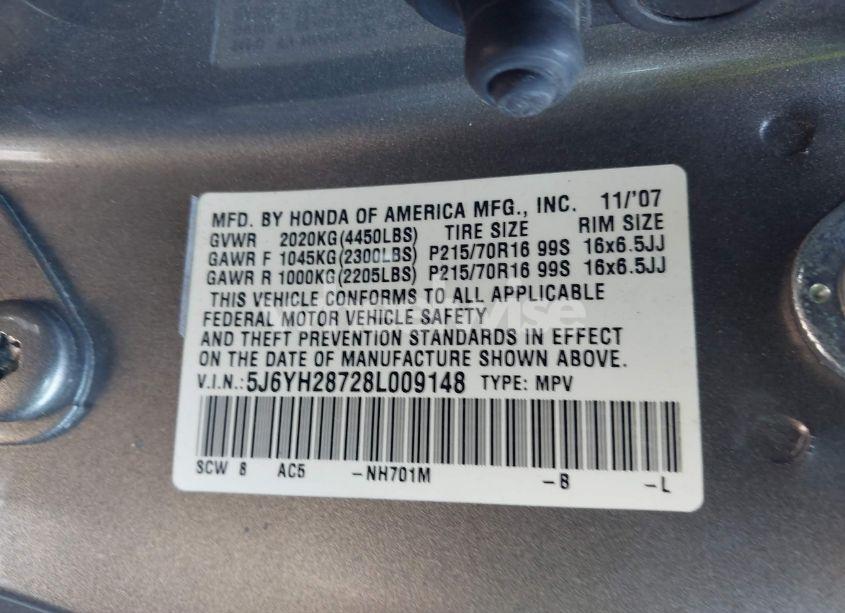 MFD. BY HONDA OF AMERICA MFG., INC. 11/'07
GVWR 2020KG(4450LBS) TIRE SIZE RIM SIZE
GAWR F 1045KG(2300LBS) P215/70R16 99S 16x6.5JJ
GAWR R 1000KG(2205LBS) P215/70R16 99S 16x6.5JJ
THIS VEHICLE CONFORMS TO ALL APPLICABLE
FEDERAL MOTOR VEHICLE SAFETY
AND THEFT PREVENTION STANDARDS IN EFFECT
ON THE DATE OF MANUFACTURE SHOWN ABOVE.
V.I.N.: 5J6YH28728L009148 TYPE: MPV
SCW 8 AC5 -NH701M -B -L